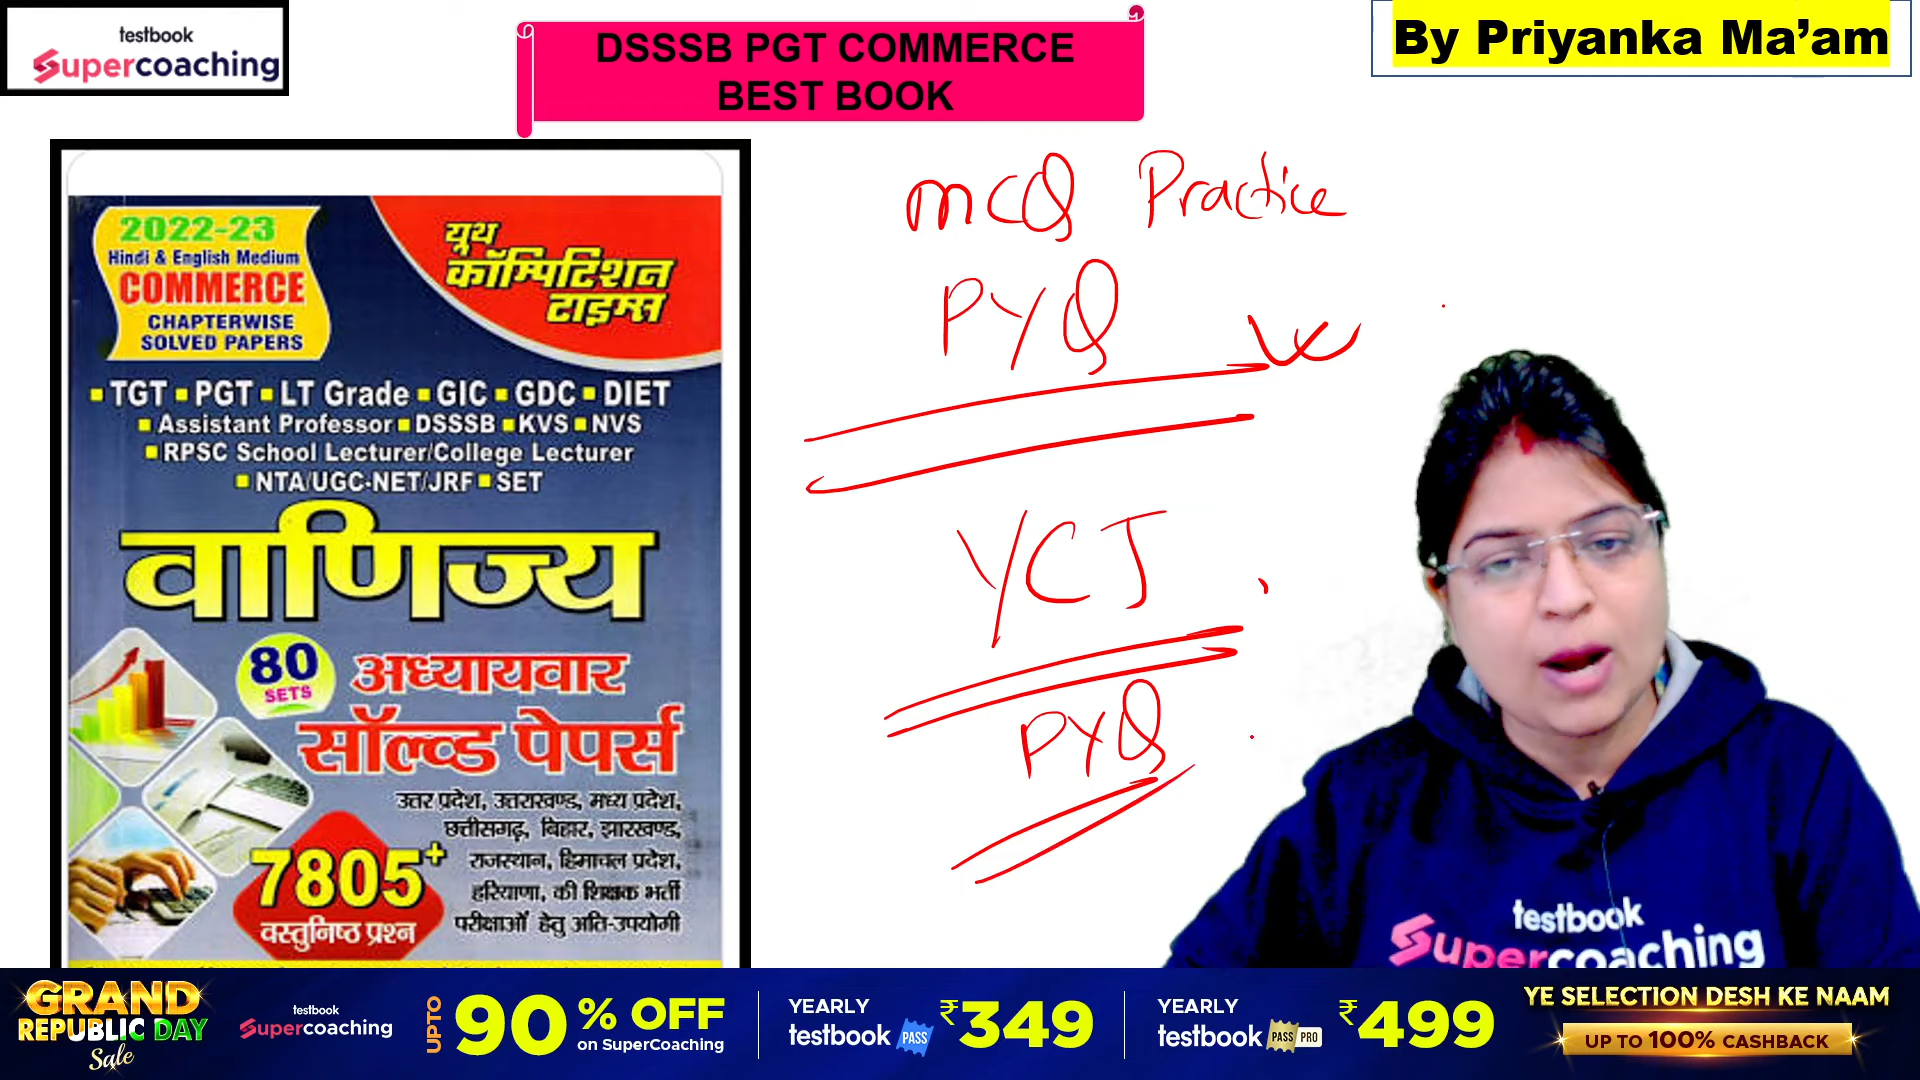 testbook
Supercoaching
DSSSB PGT COMMERCE
BEST BOOK
By Priyanka Ma’am
2022-23
Hindi & English Medium
COMMERCE
CHAPTERWISE
SOLVED PAPERS
यूथ
कॉम्पिटिशन
टाइम्स
TGT ▪ PGT ▪ LT Grade ▪ GIC ▪ GDC ▪ DIET
▪ Assistant Professor ▪ DSSSB ▪ KVS ▪ NVS
▪ RPSC School Lecturer/College Lecturer
▪ NTA/UGC-NET/JRF ▪ SET
वाणिज्य
80
SETS
अध्यायवार
सॉल्व्ड पेपर्स
उत्तर प्रदेश, उत्तराखण्ड, मध्य प्रदेश,
छत्तीसगढ़, बिहार, झारखण्ड,
राजस्थान, हिमाचल प्रदेश,
हरियाणा, की शिक्षक भर्ती
परीक्षाओं हेतु अति-उपयोगी
7805+
वस्तुनिष्ठ प्रश्न
mcQ Practice
PYQ
YCT
PYQ
testbook
Supercoaching
GRAND
REPUBLIC DAY
Sale
testbook
Supercoaching
UPTO
90% OFF
on SuperCoaching
YEARLY
testbook PASS
₹349
YEARLY
testbook PASS PRO
₹499
YE SELECTION DESH KE NAAM
UP TO 100% CASHBACK